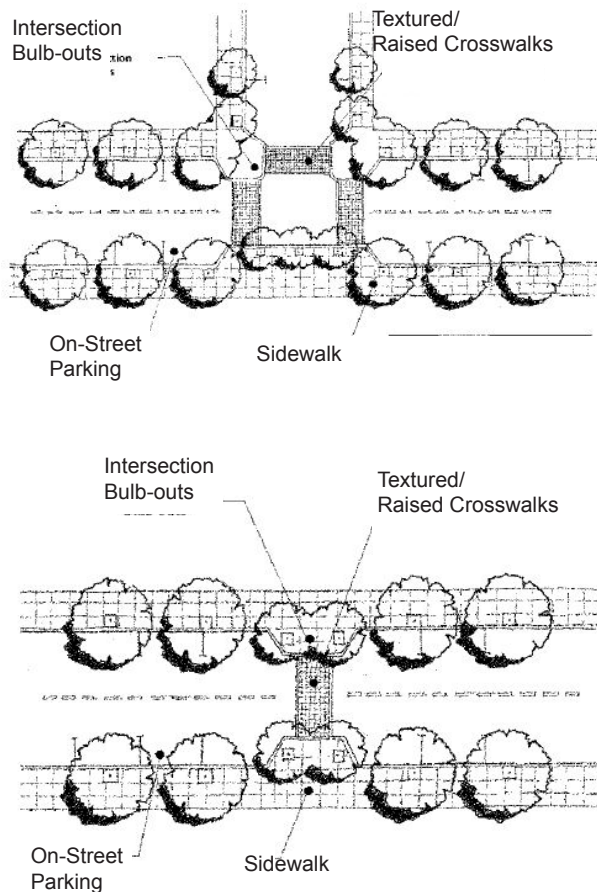 Intersection
Bulb-outs
Textured/
Raised Crosswalks
On-Street
Parking
Sidewalk
Intersection
Bulb-outs
Textured/
Raised Crosswalks
On-Street
Parking
Sidewalk